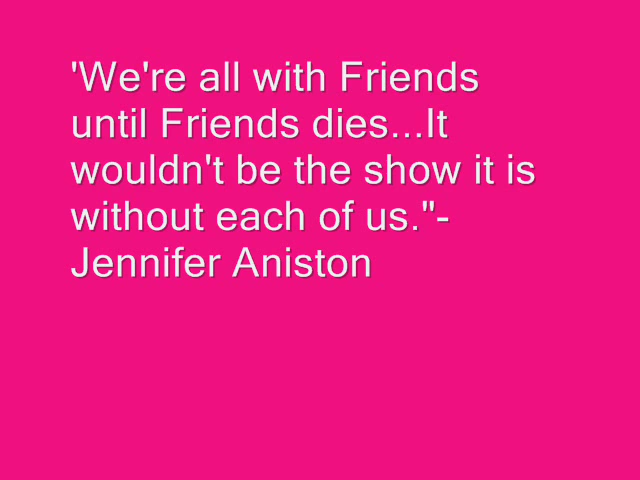 'We're all with Friends
until Friends dies...It
wouldn't be the show it is
without each of us."-
Jennifer Aniston